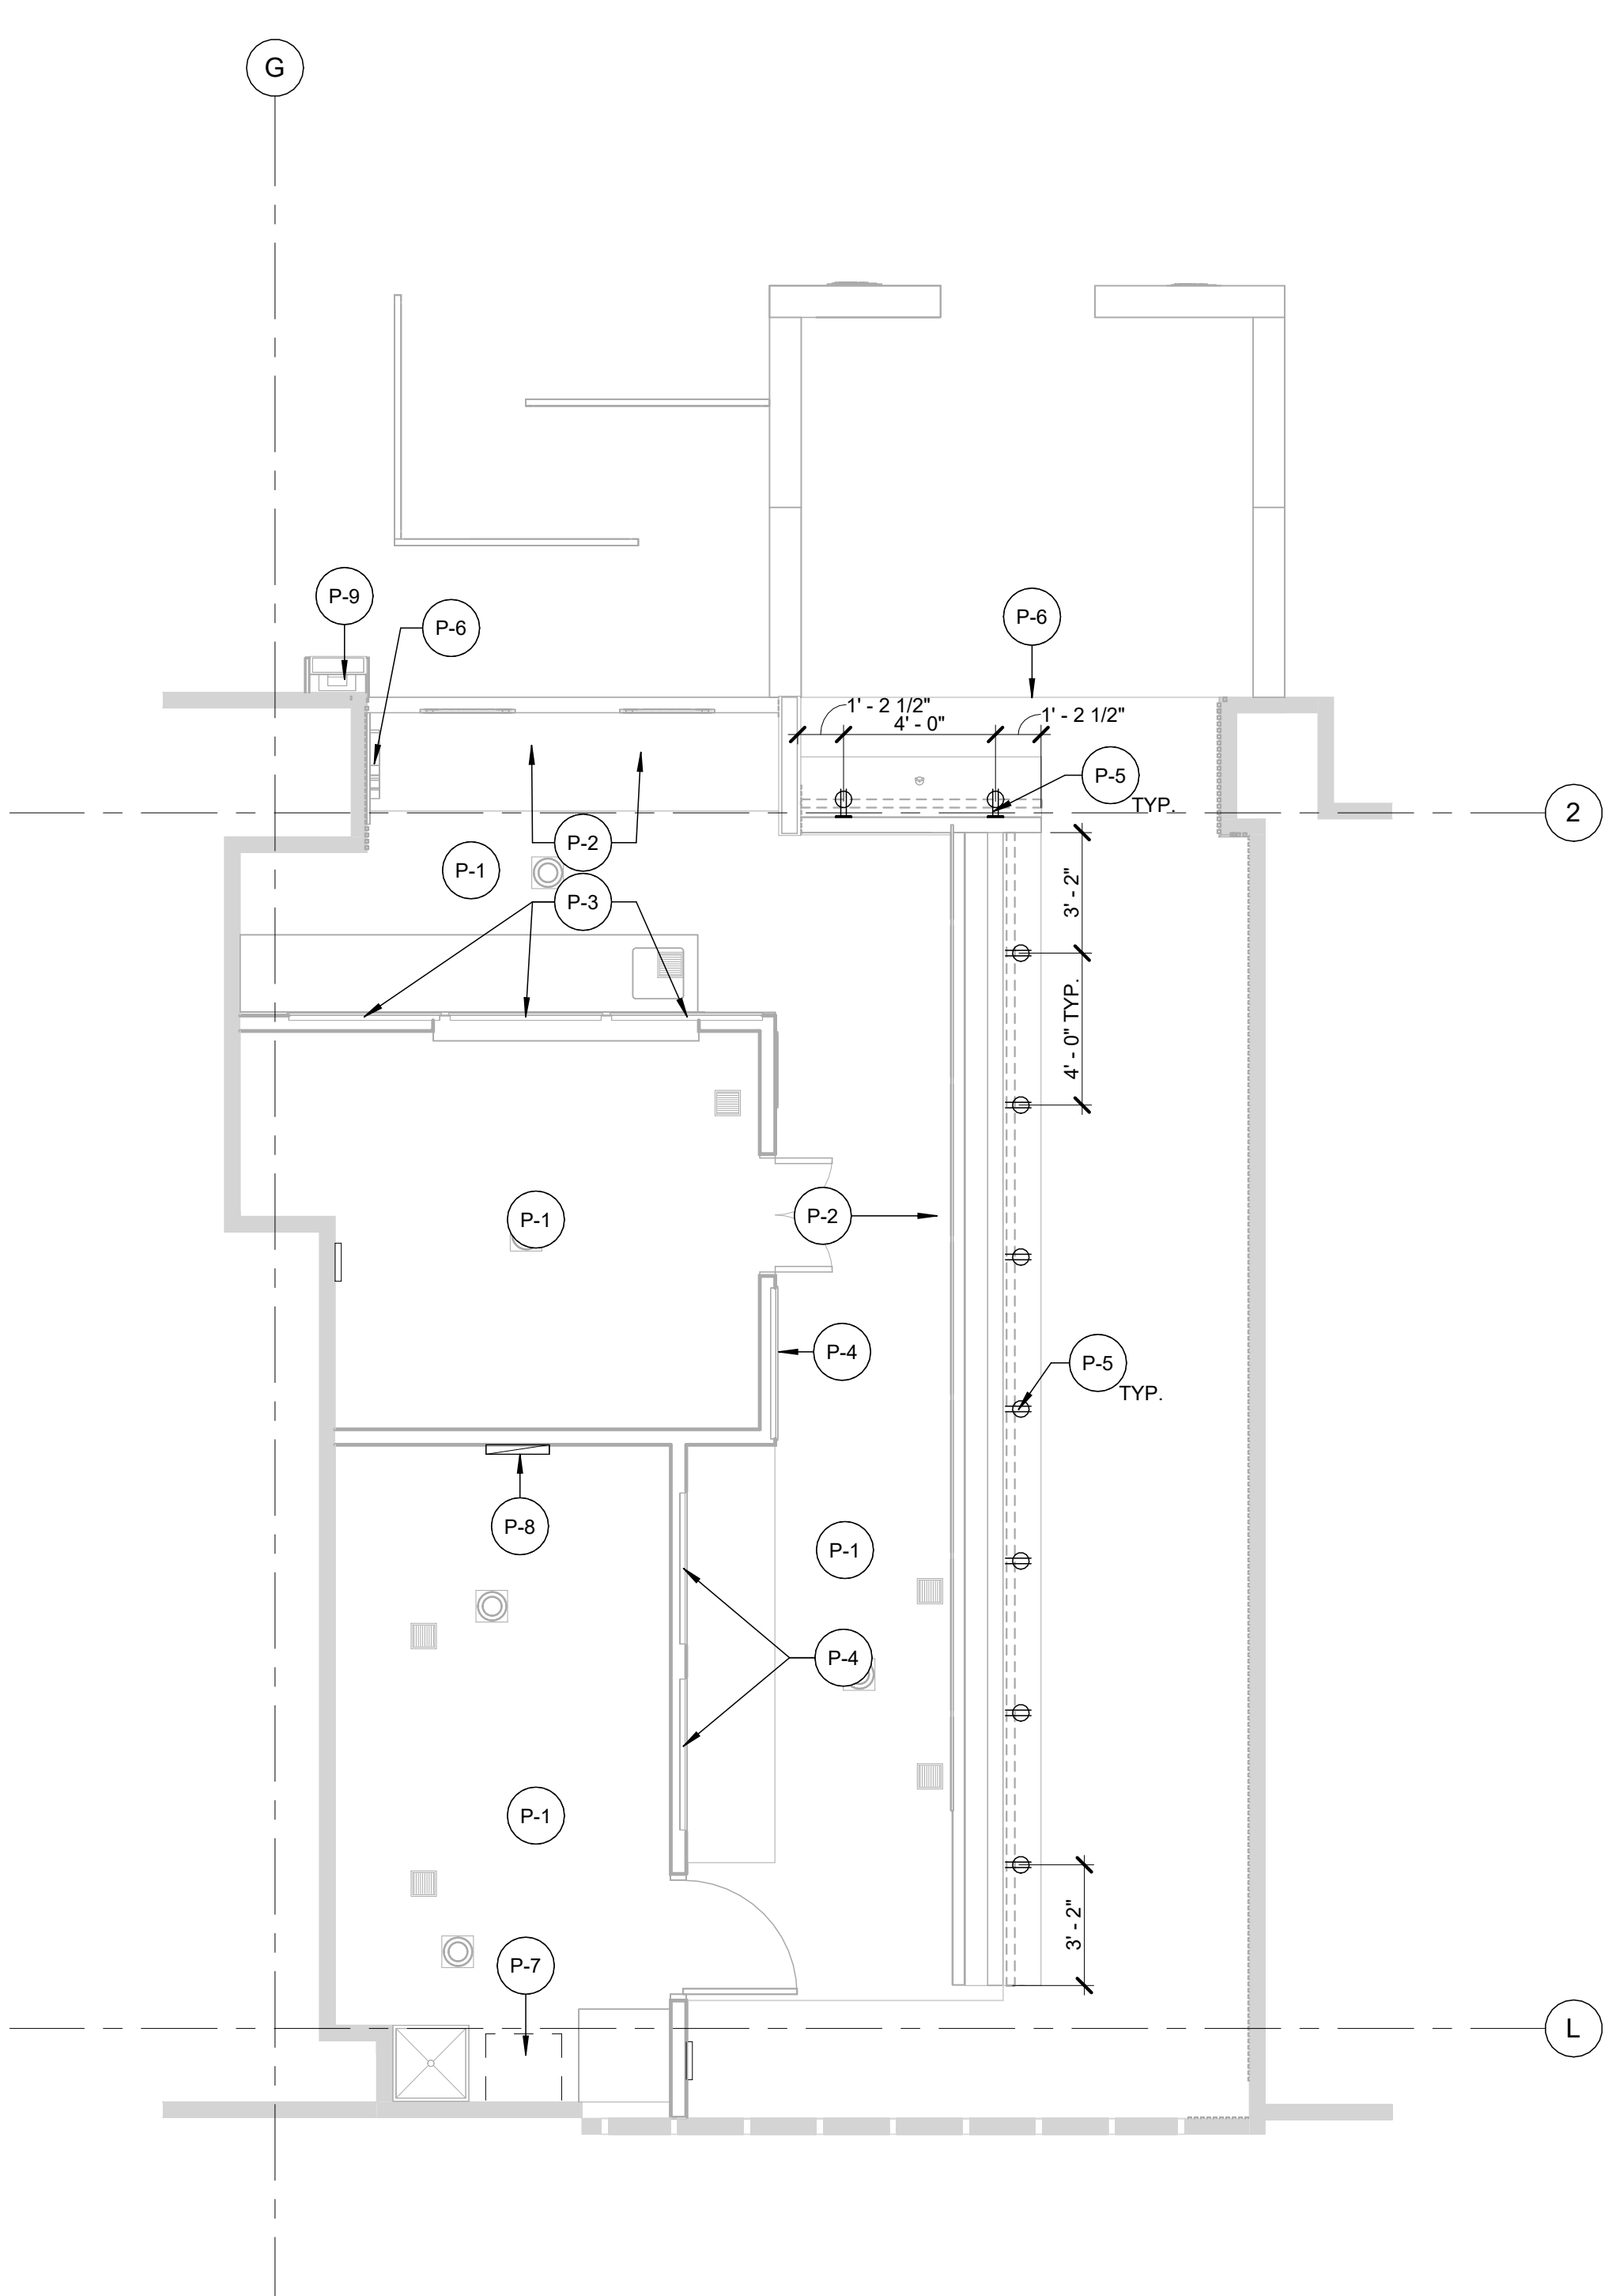 G
P-9
P-6
P-6
1' - 2 1/2"
4' - 0"
1' - 2 1/2"
P-5
TYP.
2
P-2
P-1
P-3
3' - 2"
4' - 0" TYP.
P-1
P-2
P-4
P-5
TYP.
P-8
P-1
P-4
P-1
3' - 2"
P-7
L